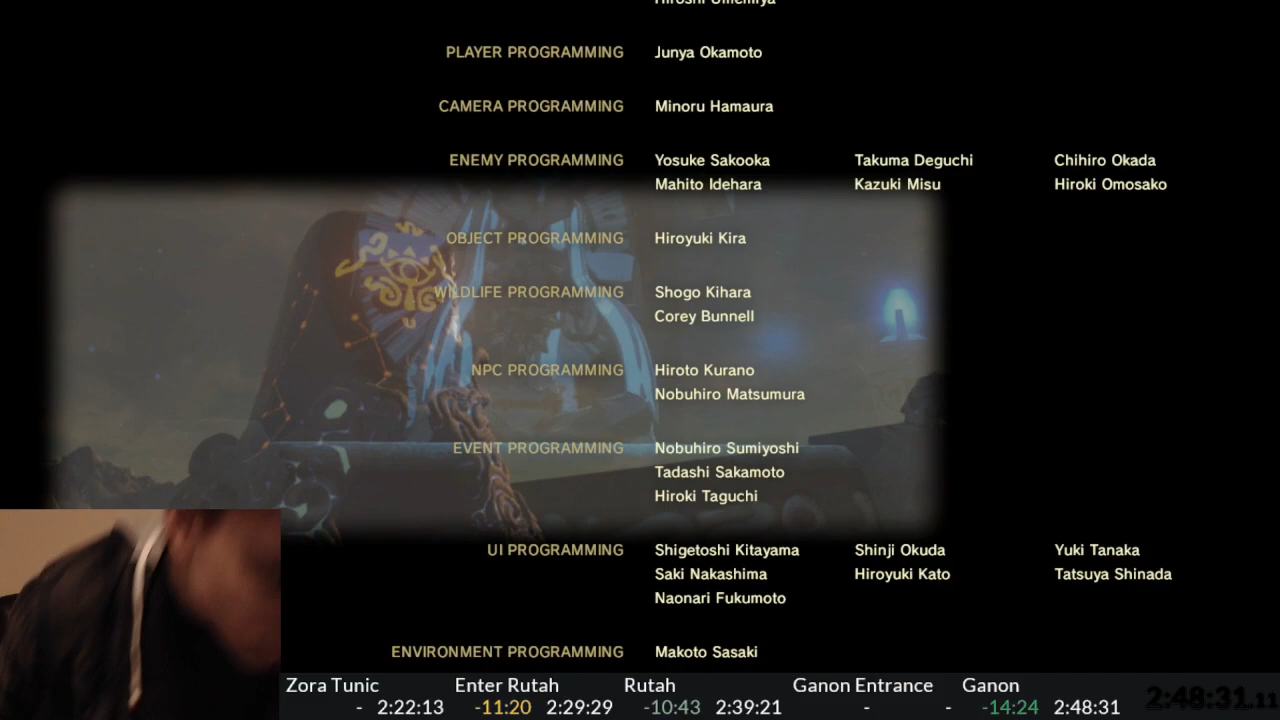 Hiroshi Umemiya
PLAYER PROGRAMMING Junya Okamoto
CAMERA PROGRAMMING Minoru Hamaura
ENEMY PROGRAMMING Yosuke Sakooka Takuma Deguchi Chihiro Okada
Mahito Idehara Kazuki Misu Hiroki Omosako
OBJECT PROGRAMMING Hiroyuki Kira
WILDLIFE PROGRAMMING Shogo Kihara
Corey Bunnell
NPC PROGRAMMING Hiroto Kurano
Nobuhiro Matsumura
EVENT PROGRAMMING Nobuhiro Sumiyoshi
Tadashi Sakamoto
Hiroki Taguchi
UI PROGRAMMING Shigetoshi Kitayama Shinji Okuda Yuki Tanaka
Saki Nakashima Hiroyuki Kato Tatsuya Shinada
Naonari Fukumoto
ENVIRONMENT PROGRAMMING Makoto Sasaki
Zora Tunic Enter Rutah Rutah Ganon Entrance Ganon
- 2:22:13 -11:20 2:29:29 -10:43 2:39:21 - - -14:24 2:48:31 2:48:31.11